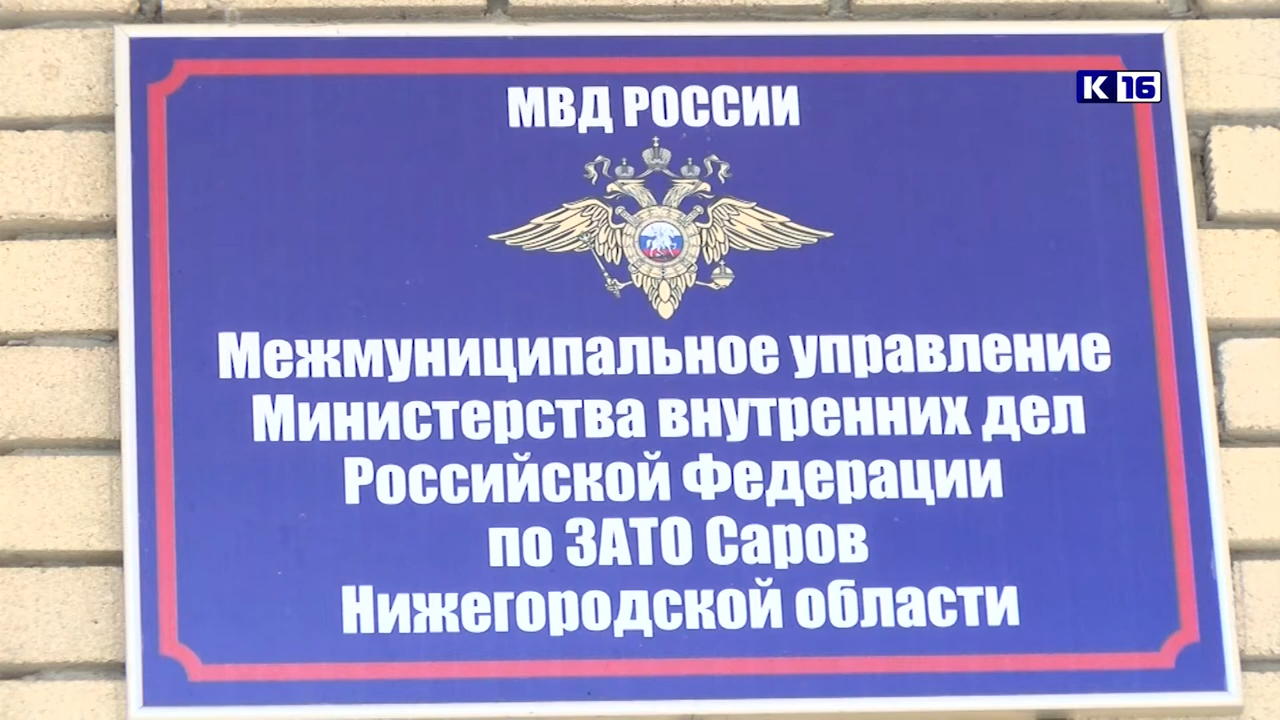 К 16
МВД РОССИИ
Межмуниципальное управление
Министерства внутренних дел
Российской Федерации
по ЗАТО Саров
Нижегородской области